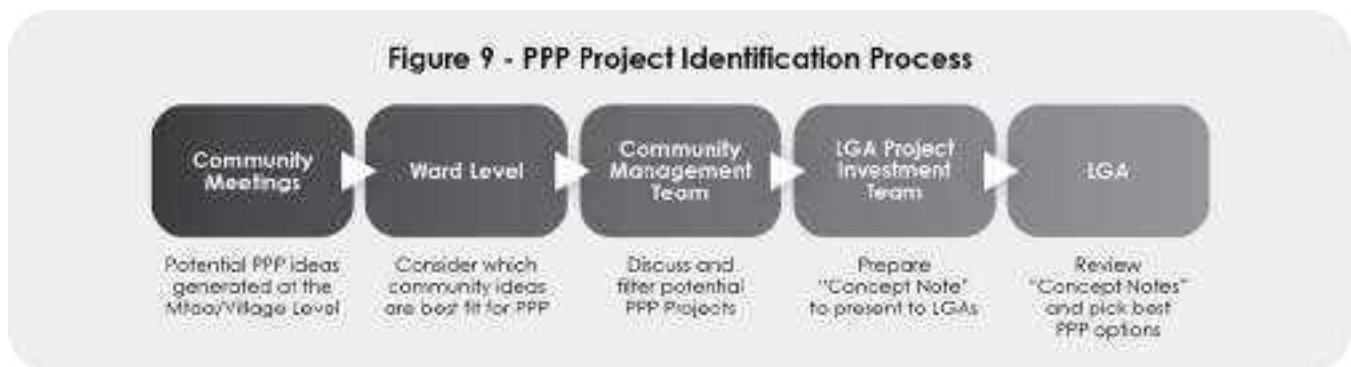 Figure 9 - PPP Project Identification Process
Community
Meetings
Ward Level
Community
Management
Team
LGA Project
Investment
Team
LGA
Potential PPP ideas
generated at the
Mtaa/Village Level
Consider which
community ideas
are best fit for PPP
Discuss and
filter potential
PPP Projects
Prepare
"Concept Note"
to present to LGAs
Review
"Concept Notes"
and pick best
PPP options